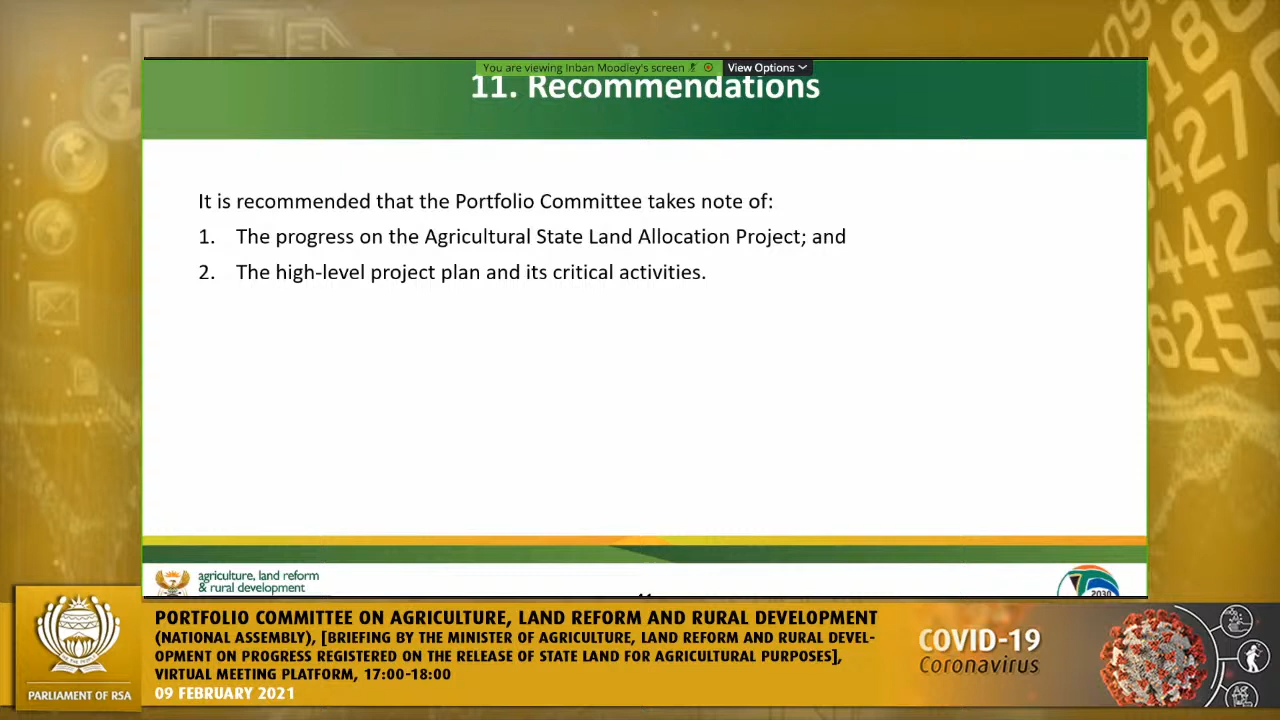 You are viewing Inban Moodley's screen
View Options
11. Recommendations
It is recommended that the Portfolio Committee takes note of:
1. The progress on the Agricultural State Land Allocation Project; and
2. The high-level project plan and its critical activities.
agriculture, land reform
& rural development
2030
PARLIAMENT OF RSA
PORTFOLIO COMMITTEE ON AGRICULTURE, LAND REFORM AND RURAL DEVELOPMENT
(NATIONAL ASSEMBLY), [BRIEFING BY THE MINISTER OF AGRICULTURE, LAND REFORM AND RURAL DEVEL-
OPMENT ON PROGRESS REGISTERED ON THE RELEASE OF STATE LAND FOR AGRICULTURAL PURPOSES],
VIRTUAL MEETING PLATFORM, 17:00-18:00
09 FEBRUARY 2021
COVID-19
Coronavirus